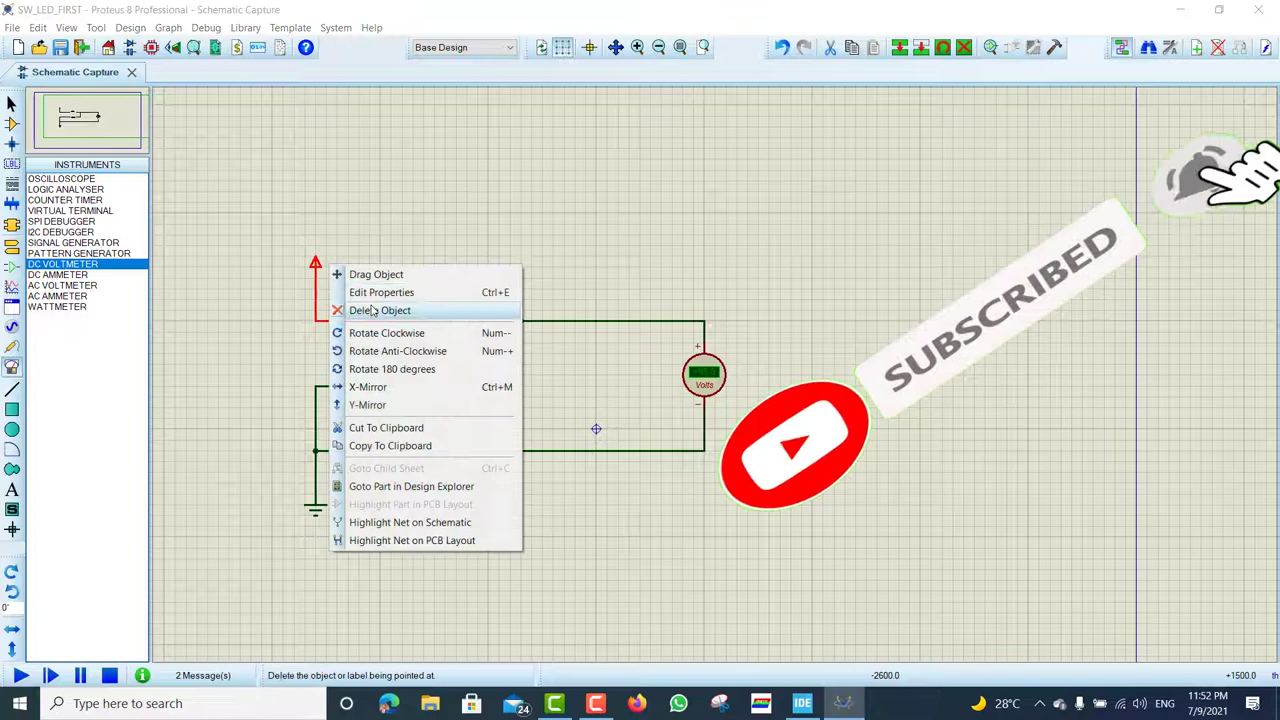 SW_LED_FIRST - Proteus 8 Professional - Schematic Capture
File Edit View Tool Design Graph Debug Library Template System Help
Base Design
Schematic Capture
LBL
INSTRUMENTS
OSCILLOSCOPE
LOGIC ANALYSER
COUNTER TIMER
VIRTUAL TERMINAL
SPI DEBUGGER
I2C DEBUGGER
SIGNAL GENERATOR
PATTERN GENERATOR
DC VOLTMETER
DC AMMETER
AC VOLTMETER
AC AMMETER
WATTMETER
Drag Object
Edit Properties Ctrl+E
Delete Object
Rotate Clockwise Num--
Rotate Anti-Clockwise Num-+
Rotate 180 degrees
X-Mirror Ctrl+M
Y-Mirror
Cut To Clipboard
Copy To Clipboard
Goto Child Sheet Ctrl+C
Goto Part in Design Explorer
Highlight Part in PCB Layout
Highlight Net on Schematic
Highlight Net on PCB Layout
Volts
SUBSCRIBED
0°
2 Message(s)
Delete the object or label being pointed at.
-2600.0
+1500.0
th
Type here to search
24
IDE
28°C
ENG
11:52 PM
7/9/2021